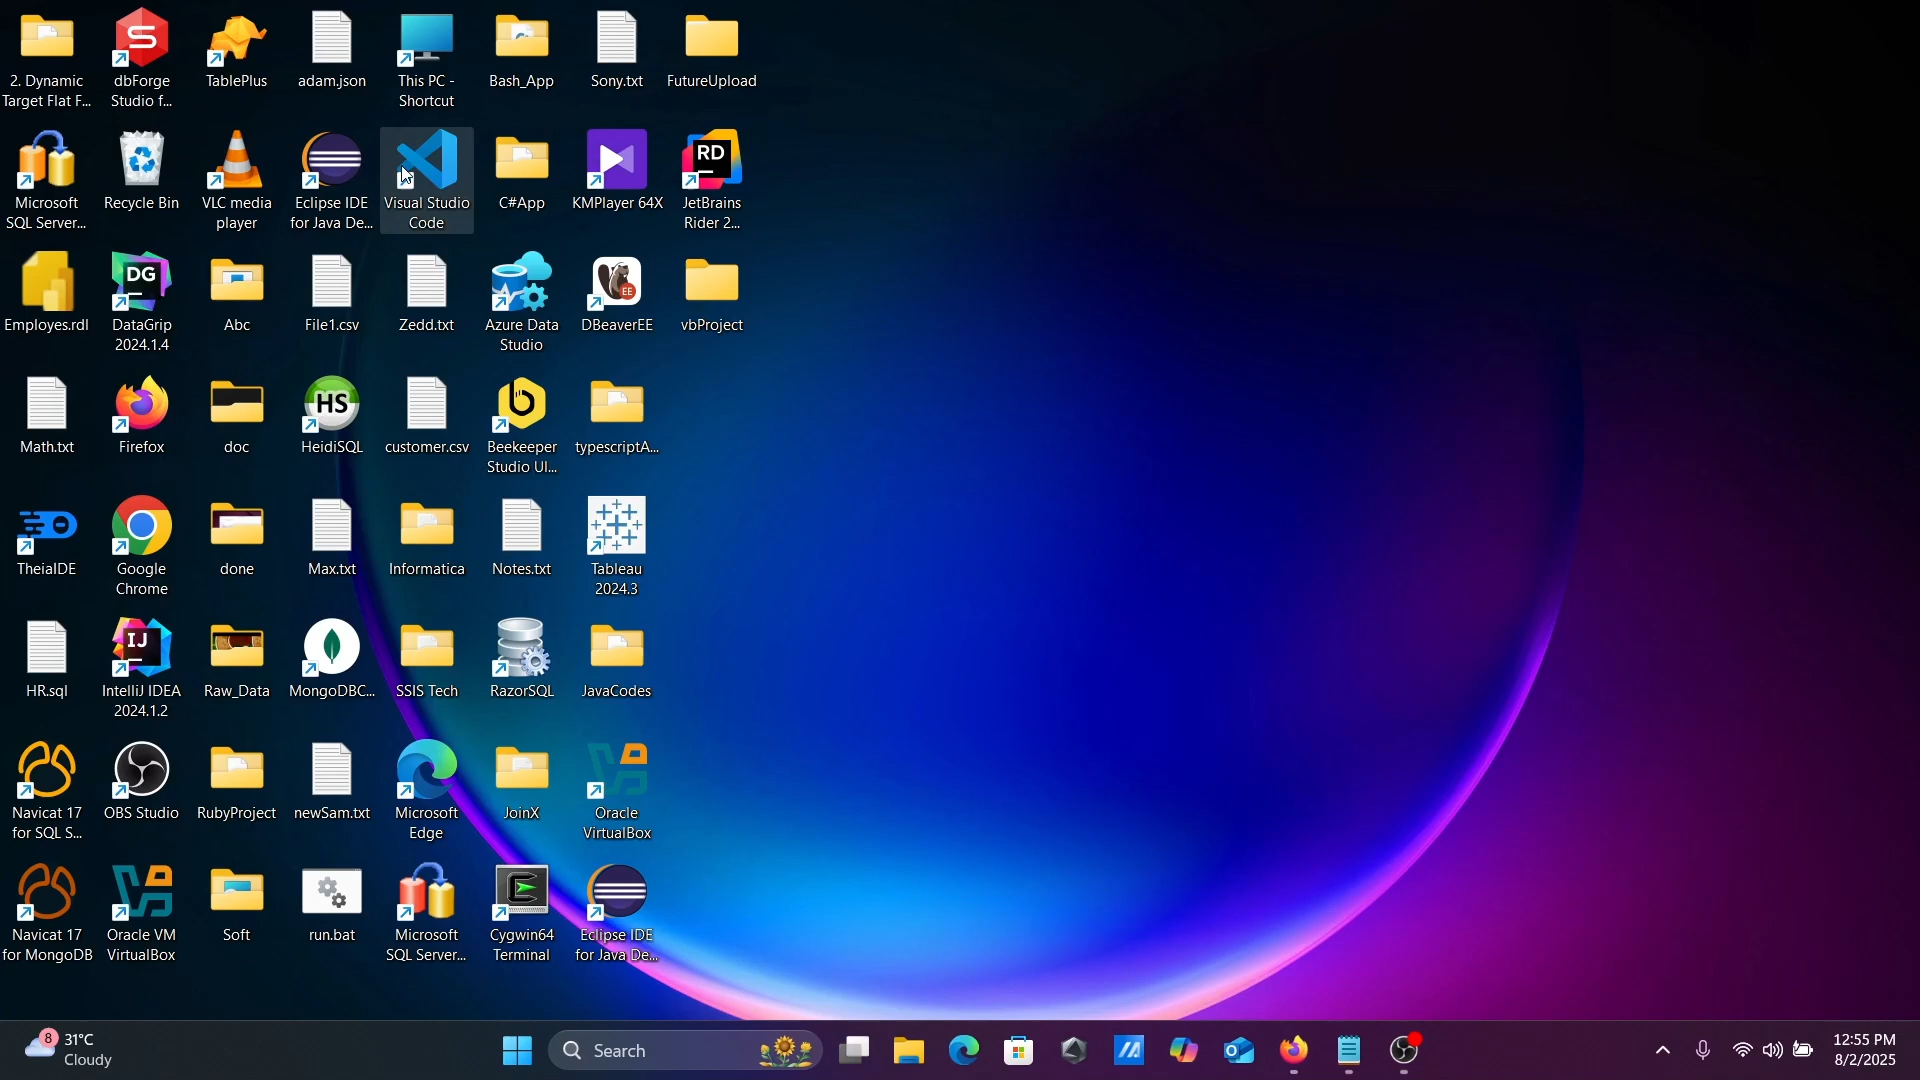 2. Dynamic
Target Flat F...
dbForge
Studio f...
TablePlus
adam.json
This PC -
Shortcut
Bash_App
Sony.txt
FutureUpload
Microsoft
SQL Server...
Recycle Bin
VLC media
player
Eclipse IDE
for Java De...
Visual Studio
Code
C#App
KMPlayer 64X
RD
JetBrains
Rider 2...
Employes.rdl
DG
DataGrip
2024.1.4
Abc
File1.csv
Zedd.txt
Azure Data
Studio
EE
DBeaverEE
vbProject
Math.txt
Firefox
doc
HS
HeidiSQL
customer.csv
b
Beekeeper
Studio Ul...
typescriptA...
TheiaIDE
Google
Chrome
done
Max.txt
Informatica
Notes.txt
Tableau
2024.3
HR.sql
IJ
IntelliJ IDEA
2024.1.2
Raw_Data
MongoDBC...
SSIS Tech
RazorSQL
JavaCodes
Navicat 17
for SQL S...
OBS Studio
RubyProject
newSam.txt
Microsoft
Edge
JoinX
Oracle
VirtualBox
Navicat 17
for MongoDB
Oracle VM
VirtualBox
Soft
run.bat
Microsoft
SQL Server...
Cygwin64
Terminal
Eclipse IDE
for Java De...
8
31°C
Cloudy
Search
12:55 PM
8/2/2025